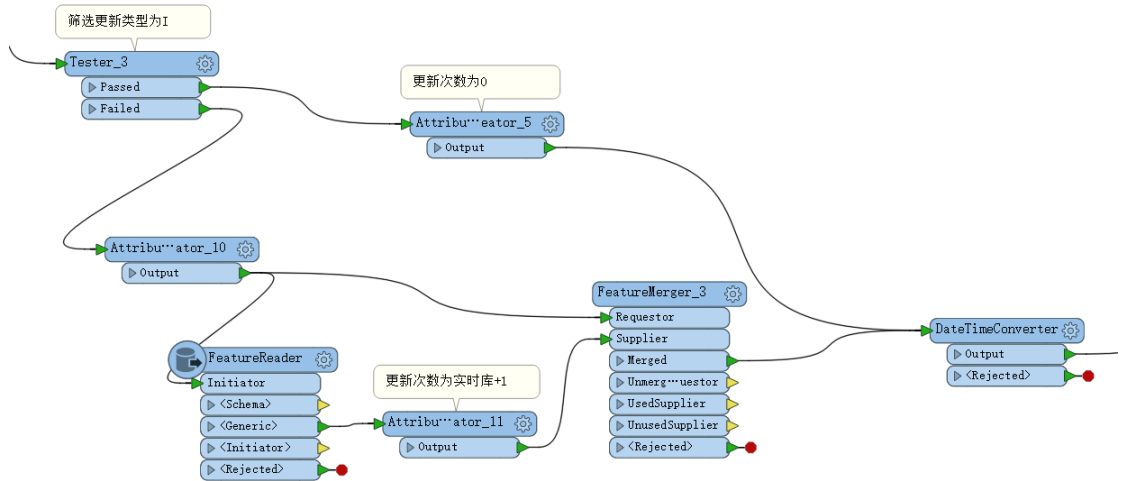 筛选更新类型为I
Tester_3
Passed
Failed
更新次数为0
Attribu…eator_5
Output
Attribu…ator_10
Output
FeatureMerger_3
Requestor
Supplier
Merged
Unmerg…uestor
UsedSupplier
UnusedSupplier
<Rejected>
DateTimeConverter
Output
<Rejected>
FeatureReader
Initiator
<Schema>
<Generic>
<Initiator>
<Rejected>
更新次数为实时库+1
Attribu…ator_11
Output